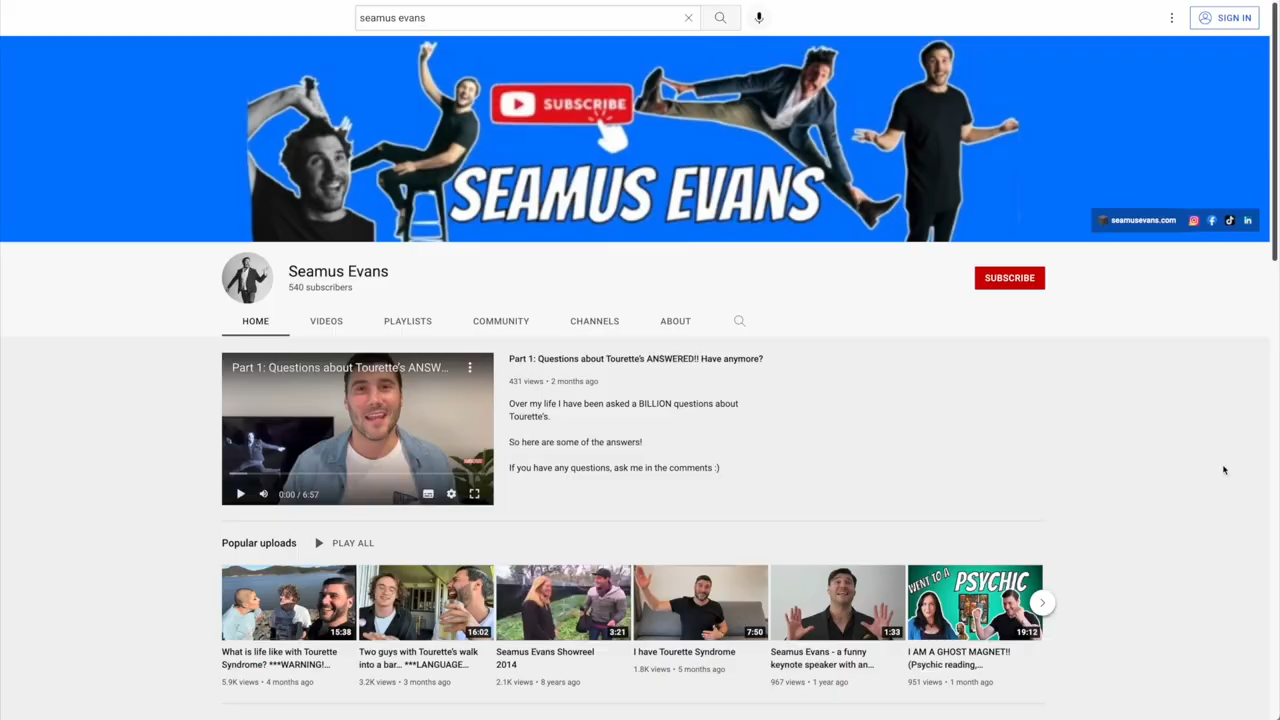 seamus evans
SIGN IN
SUBSCRIBE
SEAMUS EVANS
seamusevans.com
Seamus Evans
540 subscribers
SUBSCRIBE
HOME VIDEOS PLAYLISTS COMMUNITY CHANNELS ABOUT
Part 1: Questions about Tourette's ANSW...
0:00 / 6:57
Part 1: Questions about Tourette's ANSWERED!! Have anymore?
431 views • 2 months ago
Over my life I have been asked a BILLION questions about
Tourette's.
So here are some of the answers!
If you have any questions, ask me in the comments :)
Popular uploads PLAY ALL
15:38
What is life like with Tourette
Syndrome? ***WARNING!...
5.9K views • 4 months ago
16:02
Two guys with Tourette's walk
into a bar... ***LANGUAGE...
3.2K views • 3 months ago
3:21
Seamus Evans Showreel
2014
2.1K views • 8 years ago
7:50
I have Tourette Syndrome
1.8K views • 5 months ago
1:33
Seamus Evans - a funny
keynote speaker with an...
967 views • 1 year ago
WENT TO A PSYCHIC
19:12
I AM A GHOST MAGNET!!
(Psychic reading,...
951 views • 1 month ago